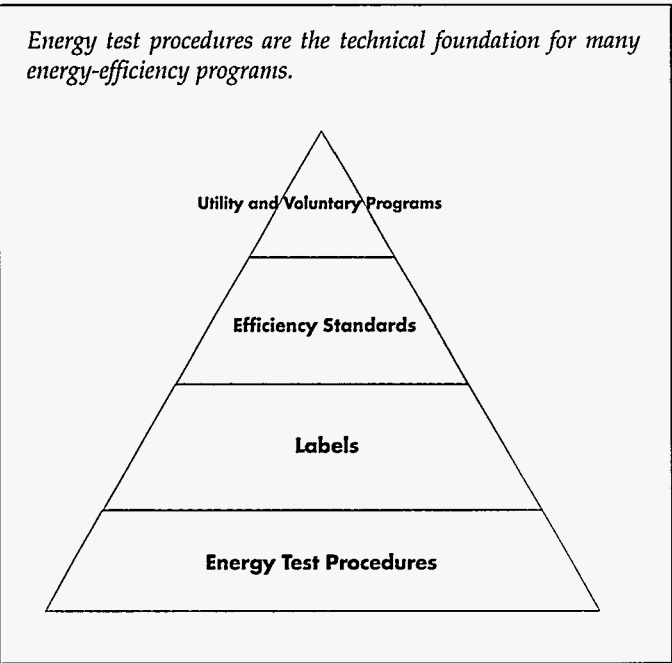 Energy test procedures are the technical foundation for many
energy-efficiency programs.
Utility and Voluntary Programs
Efficiency Standards
Labels
Energy Test Procedures